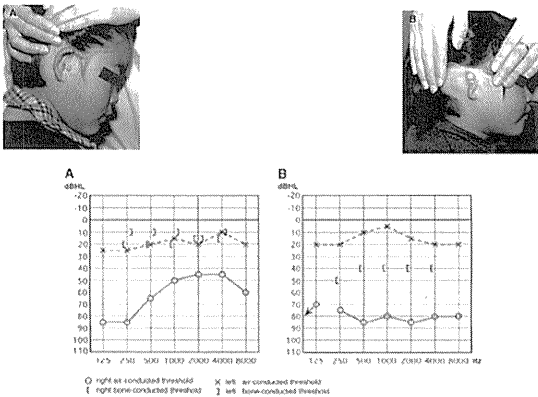 A
B
A
B
dBHL
dBHL
-20
-20
-10
-10
0
0
10
10
20
20
30
30
40
40
50
50
60
60
70
70
80
80
90
90
100
100
110
110
125 250 500 1000 2000 4000 8000
125 250 500 1000 2000 4000 8000 Hz
right air-conducted threshold
left air-conducted threshold
right bone-conducted threshold
left bone-conducted threshold